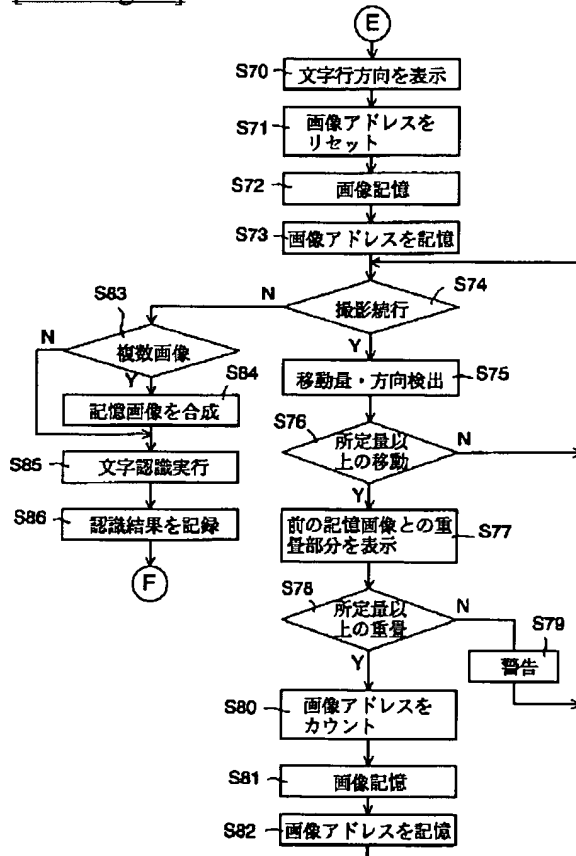 E
S70
文字行方向を表示
S71
画像アドレスを
リセット
S72
画像記憶
S73
画像アドレスを記憶
S74
撮影続行
N
Y
S83
複数画像
N
Y
S84
記憶画像を合成
S85
文字認識実行
S86
認識結果を記録
F
S75
移動量・方向検出
S76
所定量以
上の移動
N
Y
S77
前の記憶画像との重
畳部分を表示
S78
所定量以
上の重畳
N
Y
S79
警告
S80
画像アドレスを
カウント
S81
画像記憶
S82
画像アドレスを記憶